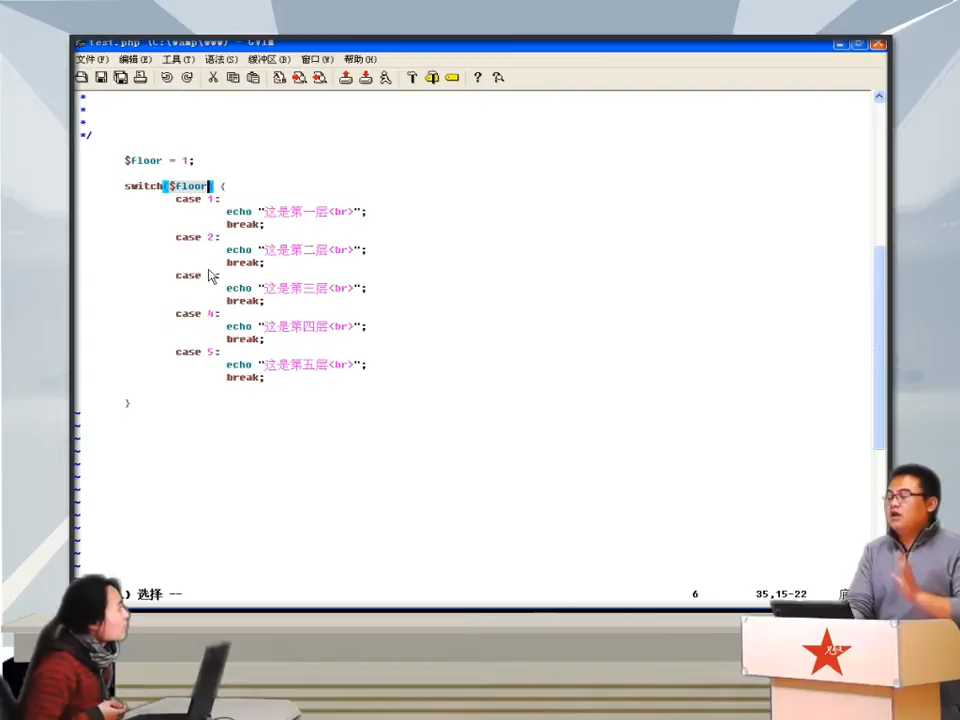 test.php (C:\wamp\www) - GVIM
文件(F) 编辑(E) 工具(T) 语法(S) 缓冲区(B) 窗口(W) 帮助(H)
*
*
*
*/
$floor = 1;
switch($floor) {
case 1:
echo "这是第一层<br>";
break;
case 2:
echo "这是第二层<br>";
break;
case :
echo "这是第三层<br>";
break;
case 4:
echo "这是第四层<br>";
break;
case 5:
echo "这是第五层<br>";
break;
}
~
~
~
~
~
~
~
~
~
~
~
~
~
) 选择 -- 6 35,15-22 底